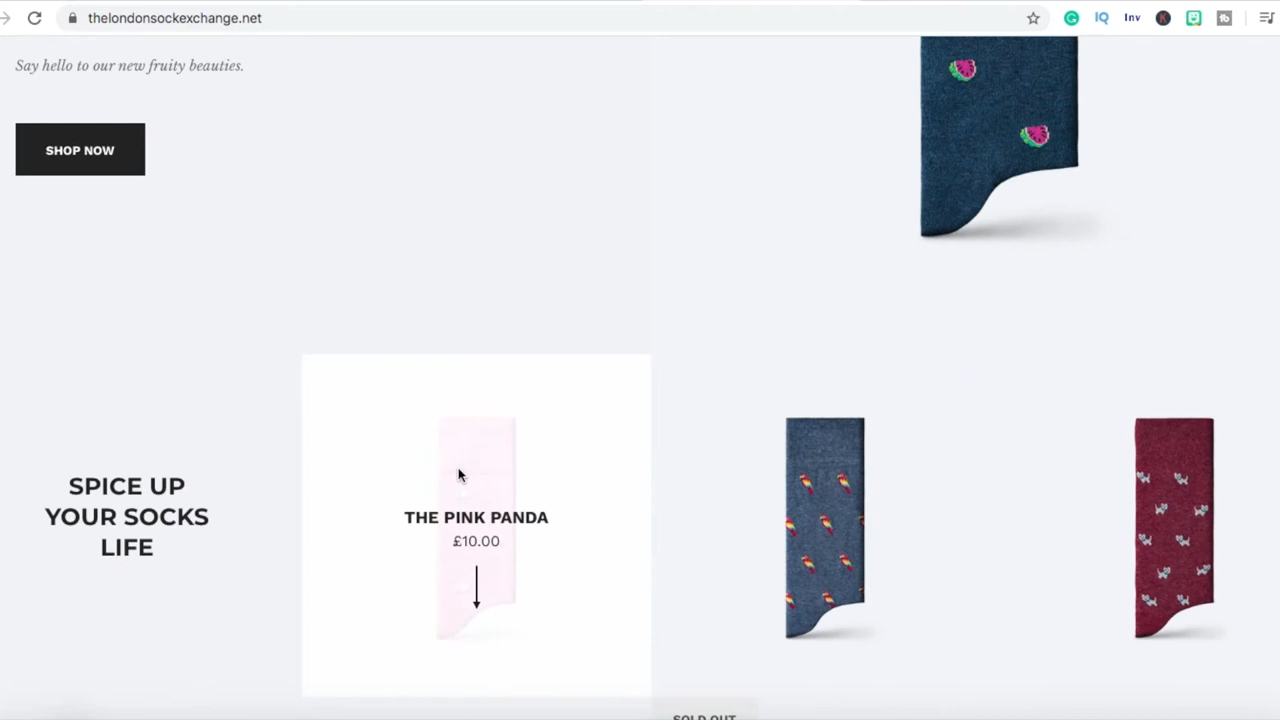 thelondonsockexchange.net
IQ
Inv
K
tb
Say hello to our new fruity beauties.
SHOP NOW
SPICE UP
YOUR SOCKS
LIFE
THE PINK PANDA
£10.00
SOLD OUT